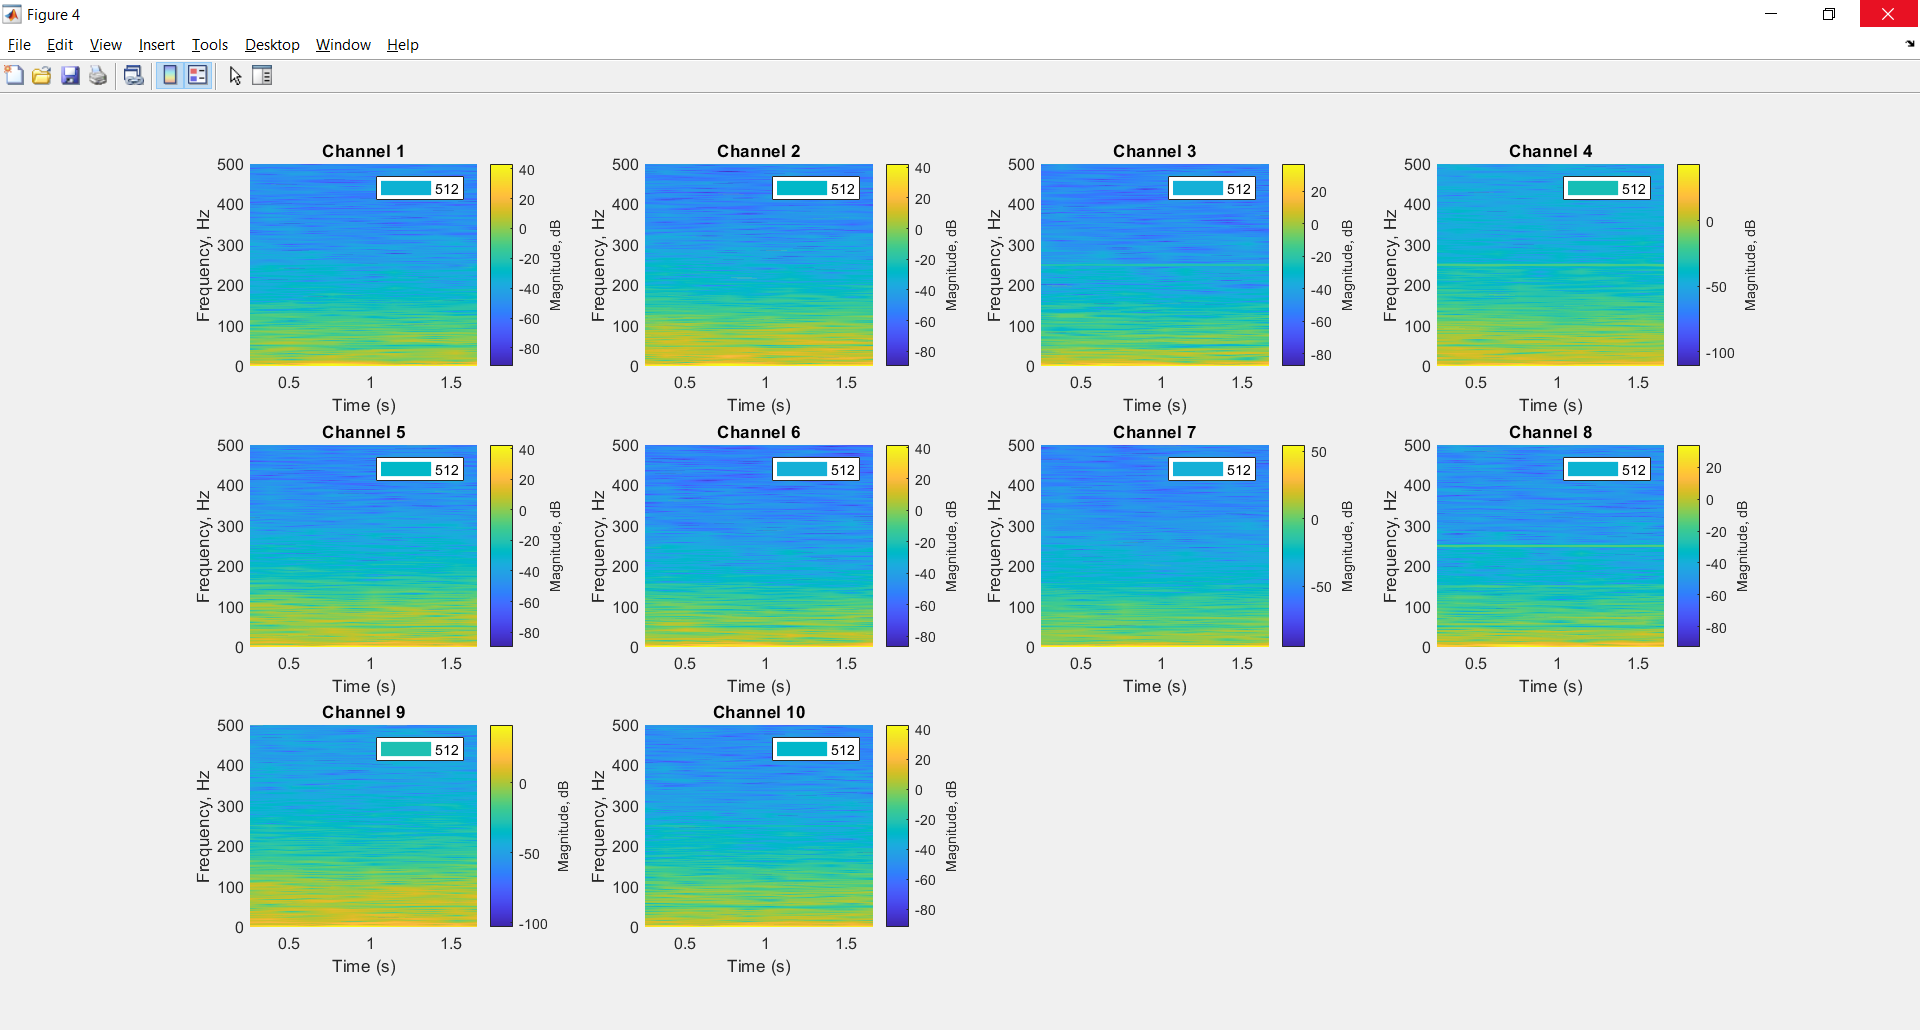 Figure 4
File Edit View Insert Tools Desktop Window Help
Channel 1
500
400
300
200
100
0
Frequency, Hz
0.5 1 1.5
Time (s)
512
40
20
0
-20
-40
-60
-80
Magnitude, dB
Channel 2
500
400
300
200
100
0
Frequency, Hz
0.5 1 1.5
Time (s)
512
40
20
0
-20
-40
-60
-80
Magnitude, dB
Channel 3
500
400
300
200
100
0
Frequency, Hz
0.5 1 1.5
Time (s)
512
20
0
-20
-40
-60
-80
Magnitude, dB
Channel 4
500
400
300
200
100
0
Frequency, Hz
0.5 1 1.5
Time (s)
512
0
-50
-100
Magnitude, dB
Channel 5
500
400
300
200
100
0
Frequency, Hz
0.5 1 1.5
Time (s)
512
40
20
0
-20
-40
-60
-80
Magnitude, dB
Channel 6
500
400
300
200
100
0
Frequency, Hz
0.5 1 1.5
Time (s)
512
40
20
0
-20
-40
-60
-80
Magnitude, dB
Channel 7
500
400
300
200
100
0
Frequency, Hz
0.5 1 1.5
Time (s)
512
50
0
-50
Magnitude, dB
Channel 8
500
400
300
200
100
0
Frequency, Hz
0.5 1 1.5
Time (s)
512
20
0
-20
-40
-60
-80
Magnitude, dB
Channel 9
500
400
300
200
100
0
Frequency, Hz
0.5 1 1.5
Time (s)
512
0
-50
-100
Magnitude, dB
Channel 10
500
400
300
200
100
0
Frequency, Hz
0.5 1 1.5
Time (s)
512
40
20
0
-20
-40
-60
-80
Magnitude, dB